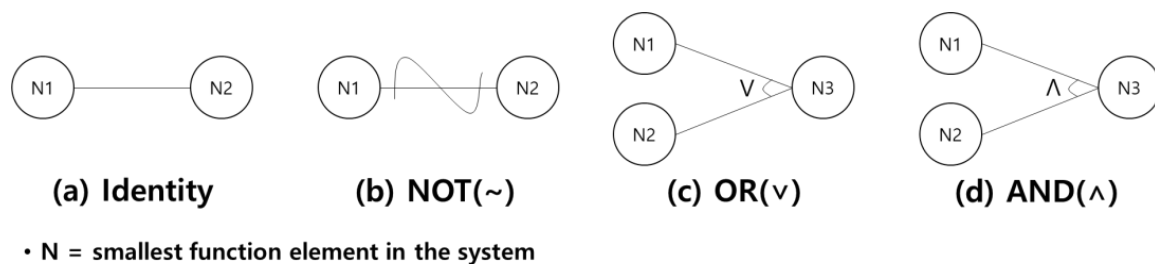 N1 N2 N1 N2 N1 N2 V N3 N1 N2 Λ N3
(a) Identity (b) NOT(~) (c) OR(∨) (d) AND(∧)
• N = smallest function element in the system